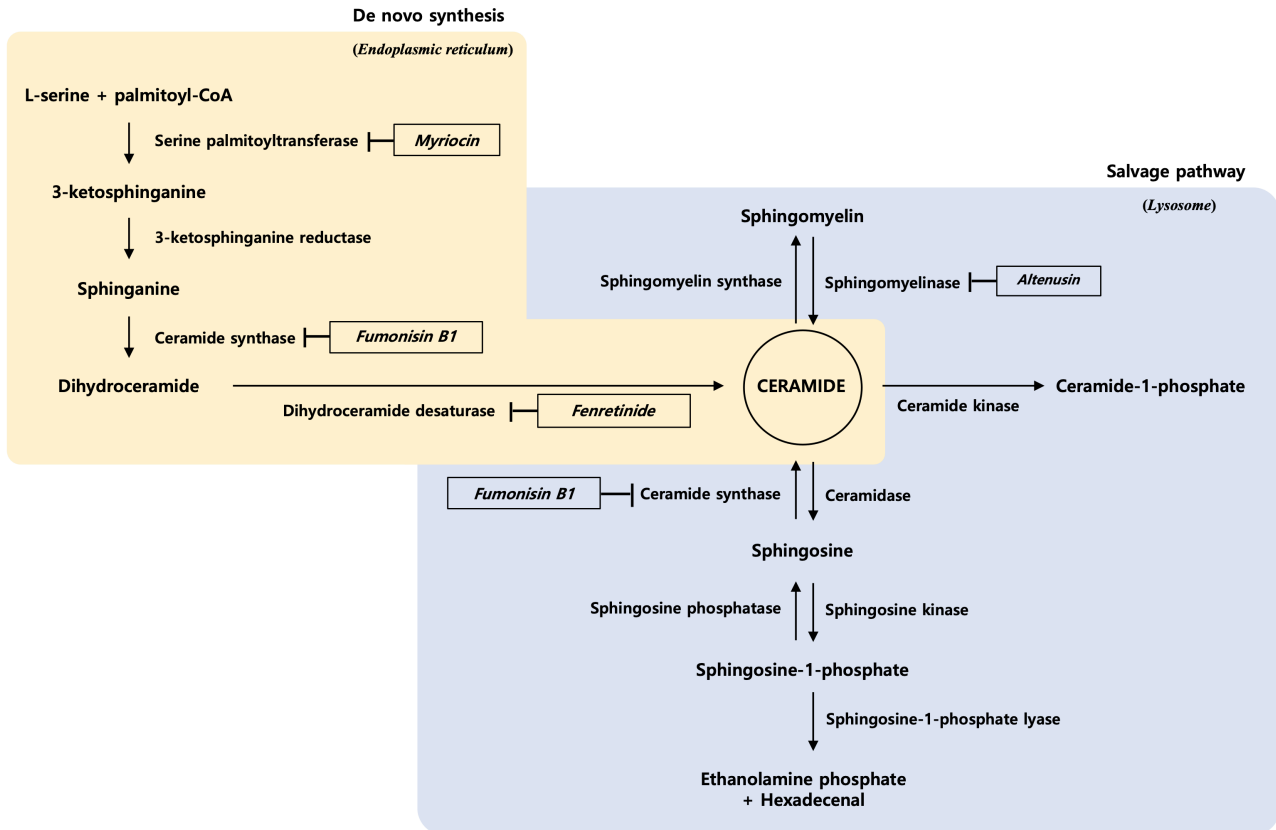 De novo synthesis
(Endoplasmic reticulum)
L-serine + palmitoyl-CoA
Serine palmitoyltransferase
Myriocin
3-ketosphinganine
3-ketosphinganine reductase
Sphinganine
Ceramide synthase
Fumonisin B1
Dihydroceramide
Dihydroceramide desaturase
Fenretinide
Salvage pathway
(Lysosome)
Sphingomyelin
Sphingomyelin synthase
Sphingomyelinase
Altenusin
CERAMIDE
Ceramide-1-phosphate
Ceramide kinase
Fumonisin B1
Ceramide synthase
Ceramidase
Sphingosine
Sphingosine phosphatase
Sphingosine kinase
Sphingosine-1-phosphate
Sphingosine-1-phosphate lyase
Ethanolamine phosphate
+ Hexadecenal